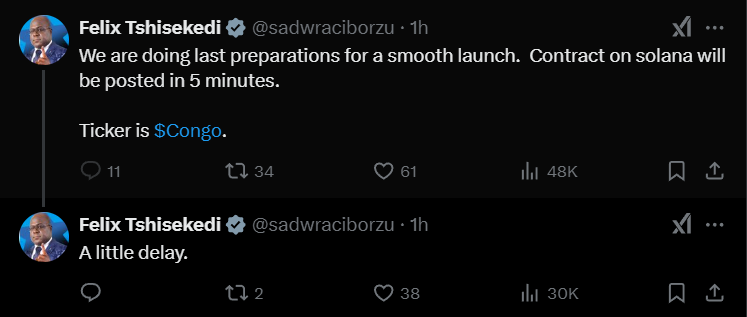 Felix Tshisekedi @sadwraciborzu · 1h
We are doing last preparations for a smooth launch. Contract on solana will
be posted in 5 minutes.
Ticker is $Congo.
11 34 61 48K
Felix Tshisekedi @sadwraciborzu · 1h
A little delay.
2 38 30K